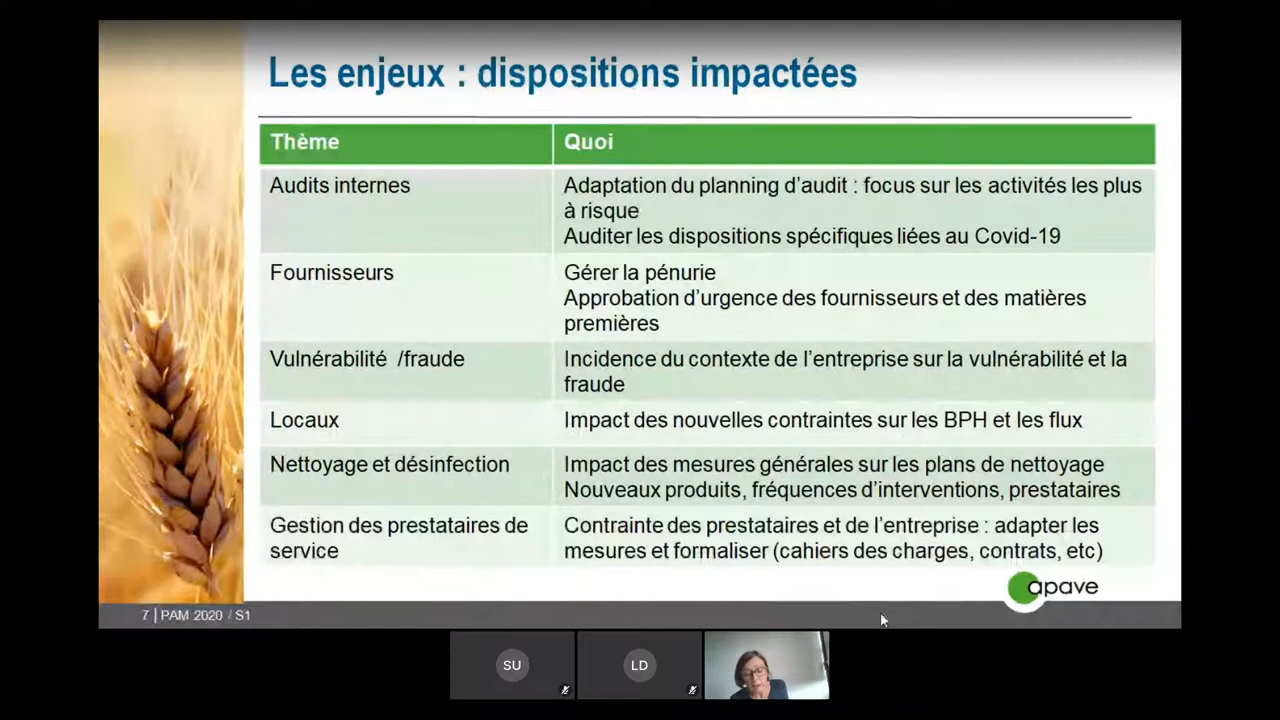 Les enjeux : dispositions impactées
Thème
Quoi
Audits internes
Adaptation du planning d'audit : focus sur les activités les plus
à risque
Auditer les dispositions spécifiques liées au Covid-19
Fournisseurs
Gérer la pénurie
Approbation d'urgence des fournisseurs et des matières
premières
Vulnérabilité /fraude
Incidence du contexte de l'entreprise sur la vulnérabilité et la
fraude
Locaux
Impact des nouvelles contraintes sur les BPH et les flux
Nettoyage et désinfection
Impact des mesures générales sur les plans de nettoyage
Nouveaux produits, fréquences d'interventions, prestataires
Gestion des prestataires de
service
Contrainte des prestataires et de l'entreprise : adapter les
mesures et formaliser (cahiers des charges, contrats, etc)
apave
7 | PAM 2020 / S1
SU
LD